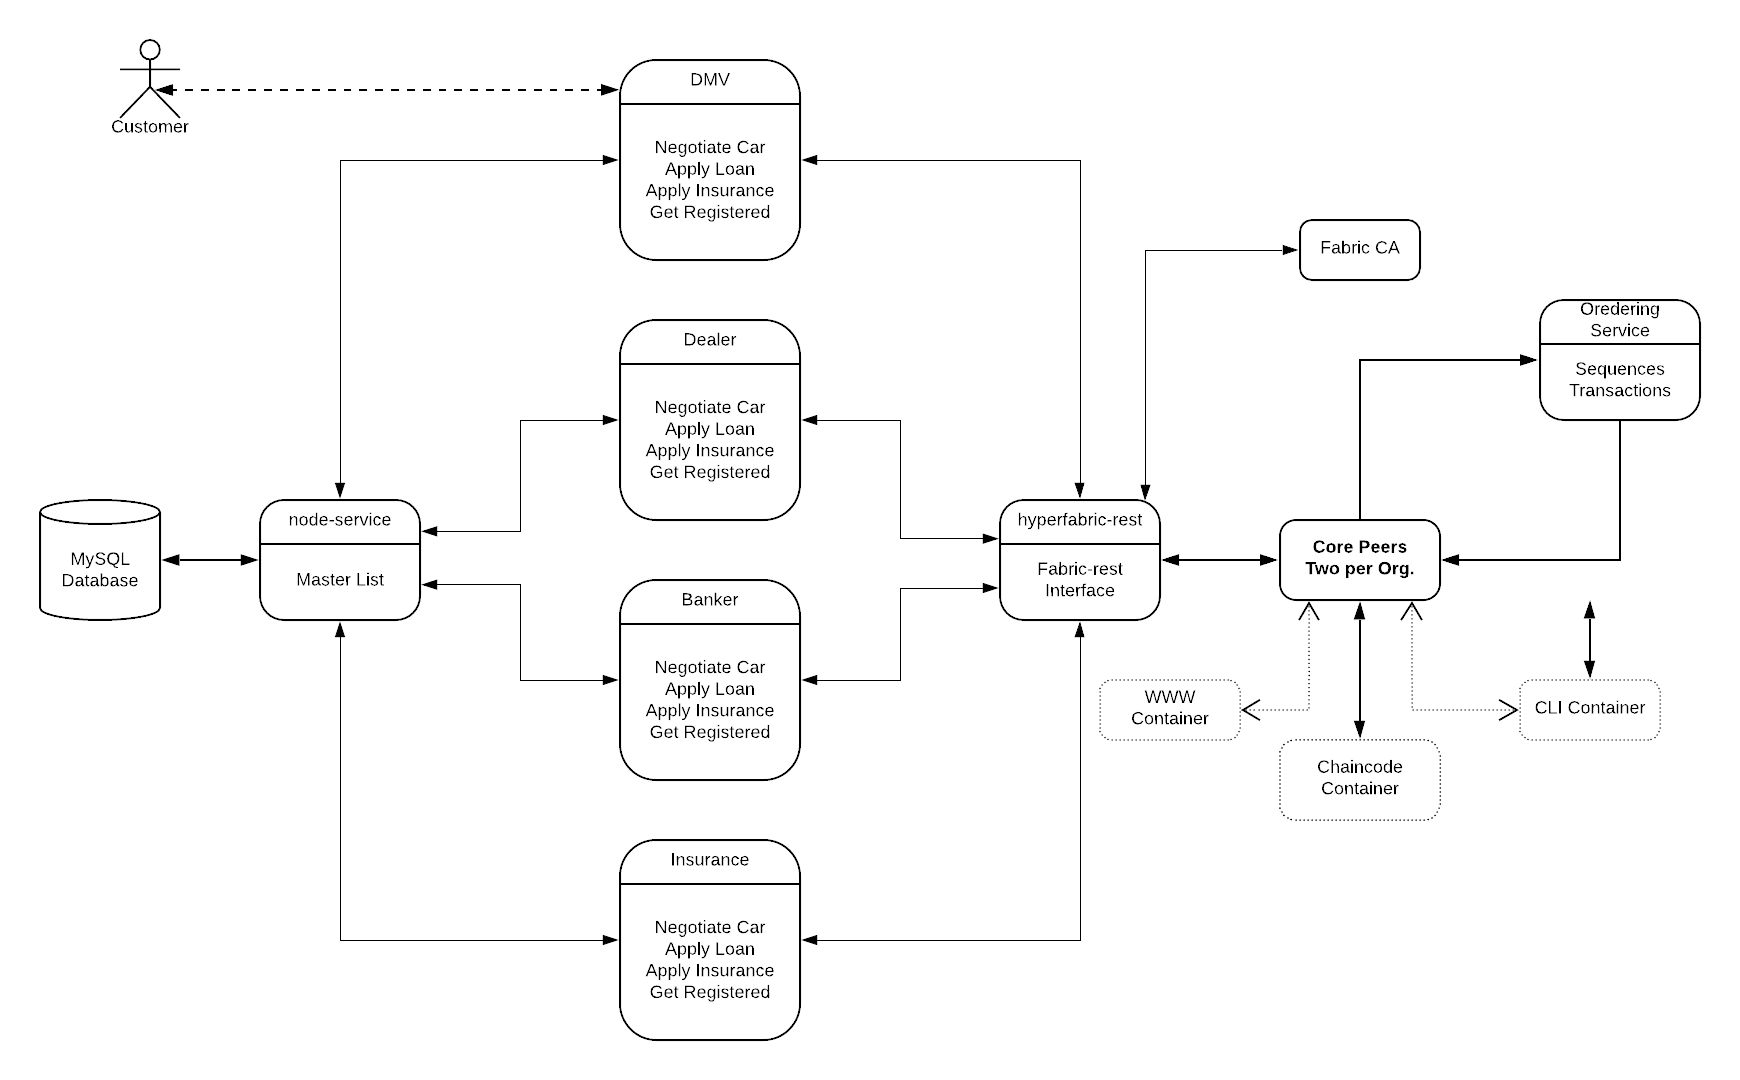 Customer
DMV
Negotiate Car
Apply Loan
Apply Insurance
Get Registered
Fabric CA
Oredering
Service
Sequences
Transactions
Dealer
Negotiate Car
Apply Loan
Apply Insurance
Get Registered
MySQL
Database
node-service
Master List
hyperfabric-rest
Fabric-rest
Interface
Core Peers
Two per Org.
Banker
Negotiate Car
Apply Loan
Apply Insurance
Get Registered
WWW
Container
CLI Container
Chaincode
Container
Insurance
Negotiate Car
Apply Loan
Apply Insurance
Get Registered